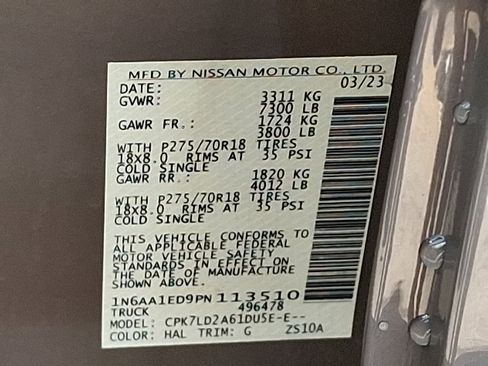 MFD BY NISSAN MOTOR CO., LTD.
DATE: 03/23
GVWR: 3311 KG
7300 LB
GAWR FR.: 1724 KG
3800 LB
WITH P275/70R18 TIRES
18x8.0 RIMS AT 35 PSI
COLD SINGLE
GAWR RR.: 1820 KG
4012 LB
WITH P275/70R18 TIRES
18x8.0 RIMS AT 35 PSI
COLD SINGLE
THIS VEHICLE CONFORMS TO
ALL APPLICABLE FEDERAL
MOTOR VEHICLE SAFETY
STANDARDS IN EFFECT ON
THE DATE OF MANUFACTURE
SHOWN ABOVE.
1N6AA1ED9PN113510
TRUCK 496478
MODEL: CPK7LD2A61DU5E-E--
COLOR: HAL TRIM: G ZS10A